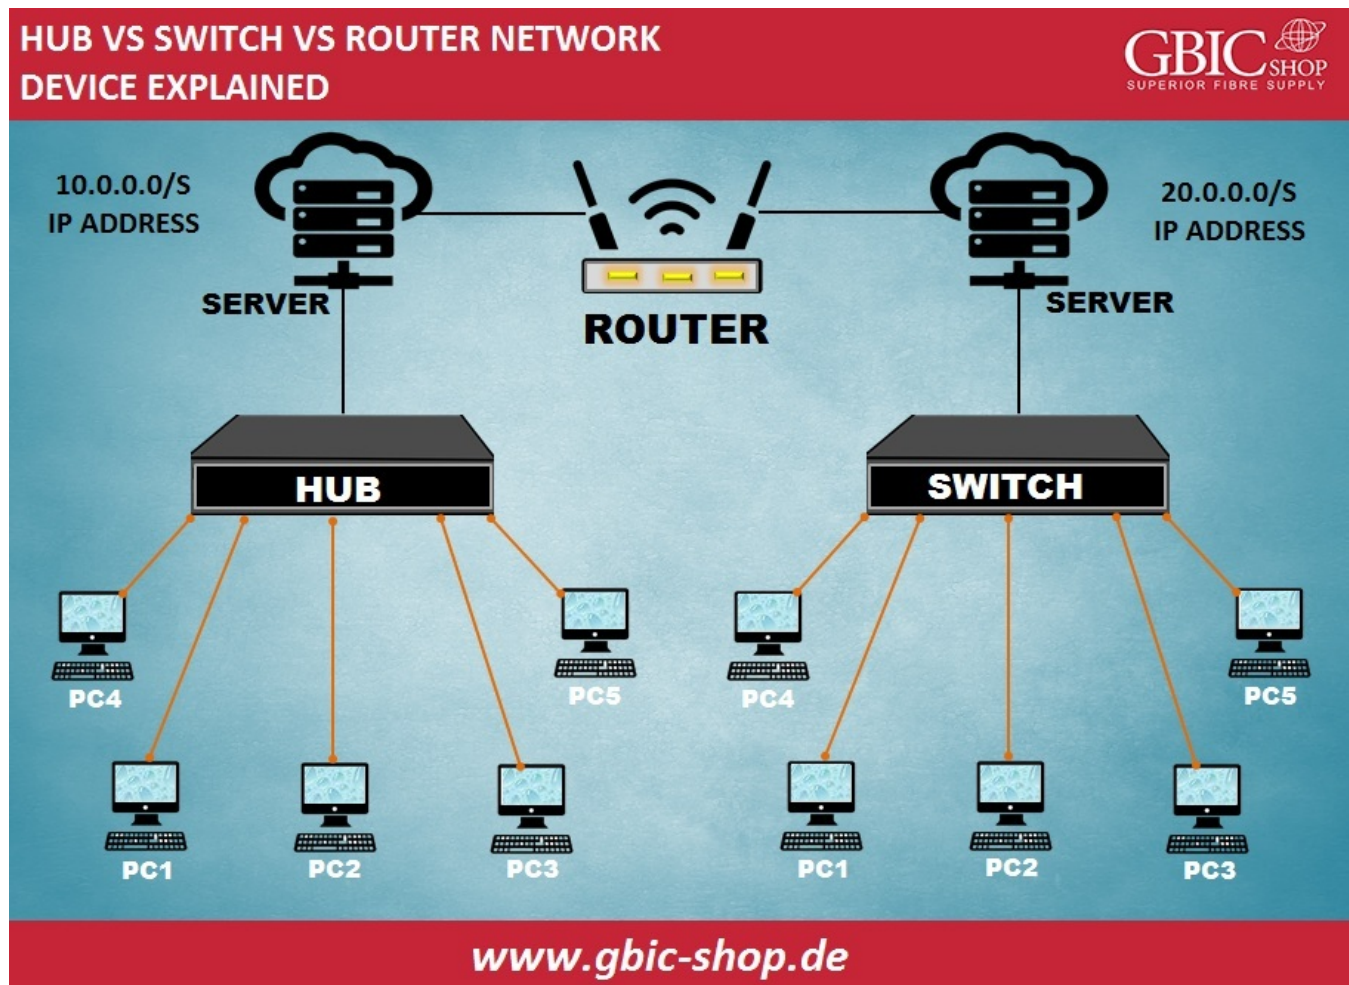 HUB VS SWITCH VS ROUTER NETWORK
DEVICE EXPLAINED
GBIC SHOP
SUPERIOR FIBRE SUPPLY
10.0.0.0/S
IP ADDRESS
20.0.0.0/S
IP ADDRESS
SERVER
ROUTER
SERVER
HUB
SWITCH
PC4
PC5
PC4
PC5
PC1
PC2
PC3
PC1
PC2
PC3
www.gbic-shop.de